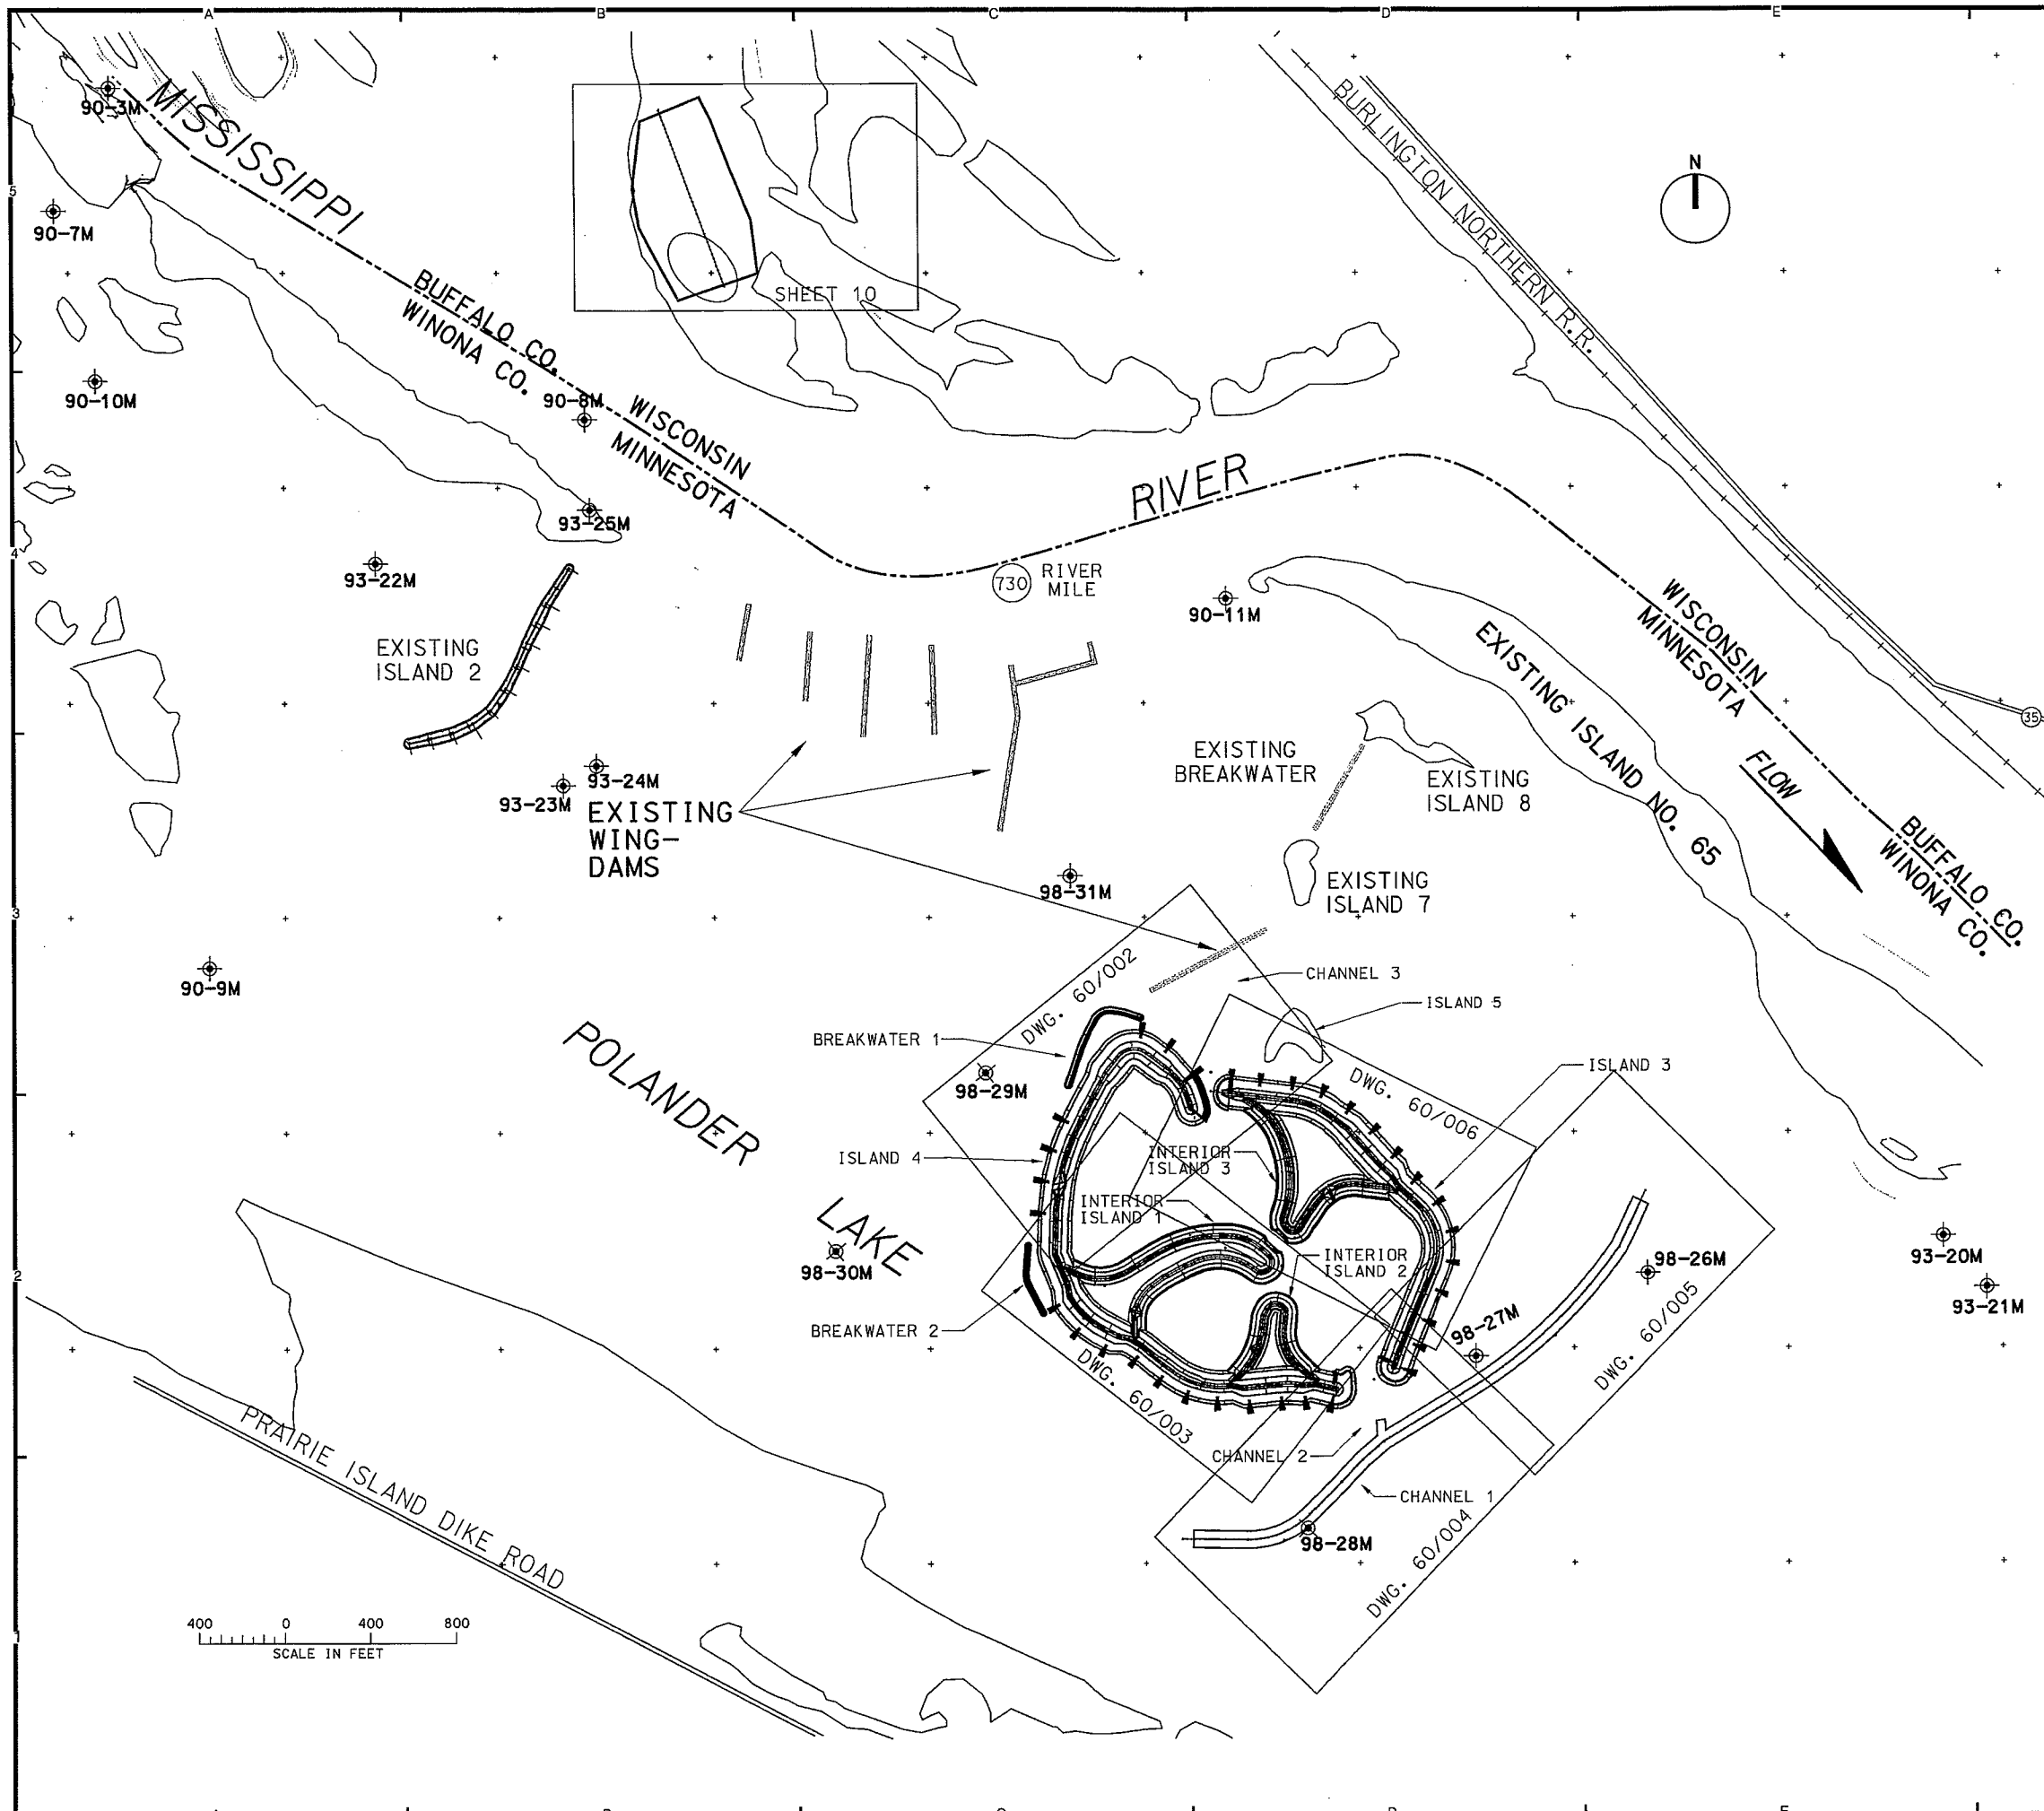 A
B
C
D
E
90-3M
MISSISSIPPI
BURLINGTON NORTHERN R.R.
N
5
90-7M
SHEET 10
BUFFALO CO.
WINONA CO.
90-10M
90-8M
WISCONSIN
MINNESOTA
RIVER
93-25M
4
93-22M
730
RIVER
MILE
90-11M
WISCONSIN
MINNESOTA
EXISTING
ISLAND 2
EXISTING ISLAND NO. 65
35
EXISTING
BREAKWATER
EXISTING
ISLAND 8
FLOW
93-24M
93-23M
EXISTING
WING-
DAMS
BUFFALO CO.
WINONA CO.
98-31M
EXISTING
ISLAND 7
3
90-9M
DWG. 60/002
CHANNEL 3
ISLAND 5
POLANDER
LAKE
BREAKWATER 1
98-29M
DWG. 60/006
ISLAND 3
ISLAND 4
INTERIOR
ISLAND 3
INTERIOR
ISLAND 1
INTERIOR
ISLAND 2
98-30M
98-26M
93-20M
93-21M
2
BREAKWATER 2
98-27M
DWG. 60/005
DWG. 60/003
CHANNEL 2
CHANNEL 1
PRAIRIE ISLAND DIKE ROAD
98-28M
DWG. 60/004
400 0 400 800
SCALE IN FEET
1